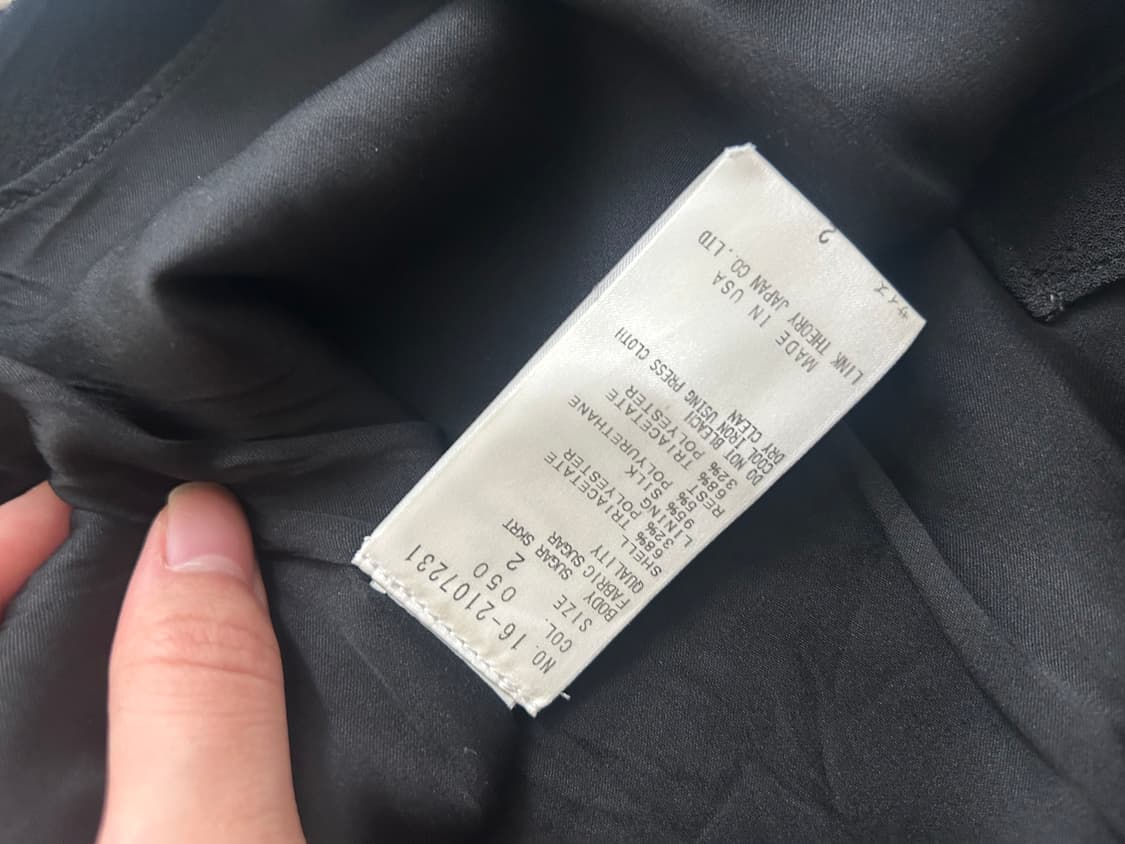 NO. 16-2107231
COL 050
SIZE 2
BODY SUGAR SKRT
FABRIC SUGAR
QUALITY
SHELL TRIACETATE
68% TRIACETATE
32% POLYESTER
LINING
95% SILK
5% POLYURETHANE
REST
68% TRIACETATE
32% POLYESTER
DO NOT BLEACH
COOL IRON USING PRESS CLOTH
DRY CLEAN
MADE IN USA
LINK THEORY JAPAN CO.,LTD
サイズ 2